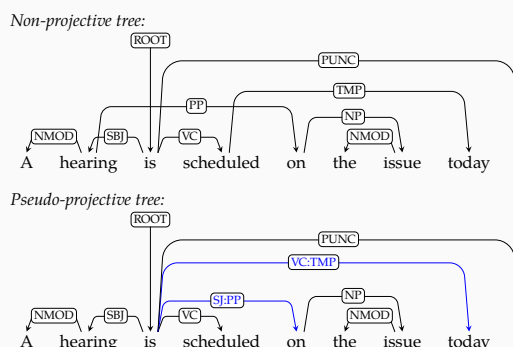 Non-projective tree:
ROOT
PUNC
TMP
PP
NP
NMOD SBJ VC NMOD
A hearing is scheduled on the issue today
Pseudo-projective tree:
ROOT
PUNC
VC:TMP
SJ:PP NP
NMOD SBJ VC NMOD
A hearing is scheduled on the issue today